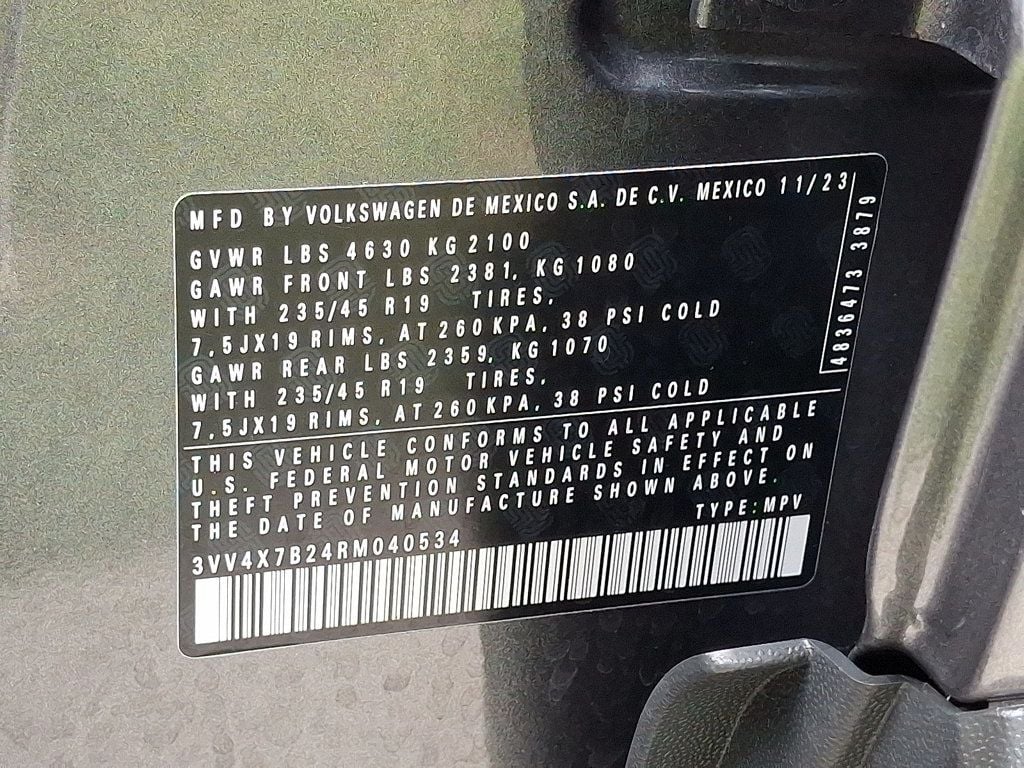 MFD BY VOLKSWAGEN DE MEXICO S.A. DE C.V. MEXICO 11/23
GVWR LBS 4630 KG 2100
GAWR FRONT LBS 2381, KG 1080
WITH 235/45 R19 TIRES,
7,5JX19 RIMS, AT 260 KPA, 38 PSI COLD
GAWR REAR LBS 2359, KG 1070
WITH 235/45 R19 TIRES,
7,5JX19 RIMS, AT 260 KPA, 38 PSI COLD
4836473 3879
THIS VEHICLE CONFORMS TO ALL APPLICABLE
U.S. FEDERAL MOTOR VEHICLE SAFETY AND
THEFT PREVENTION STANDARDS IN EFFECT ON
THE DATE OF MANUFACTURE SHOWN ABOVE.
TYPE: MPV
3VV4X7B24RM040534